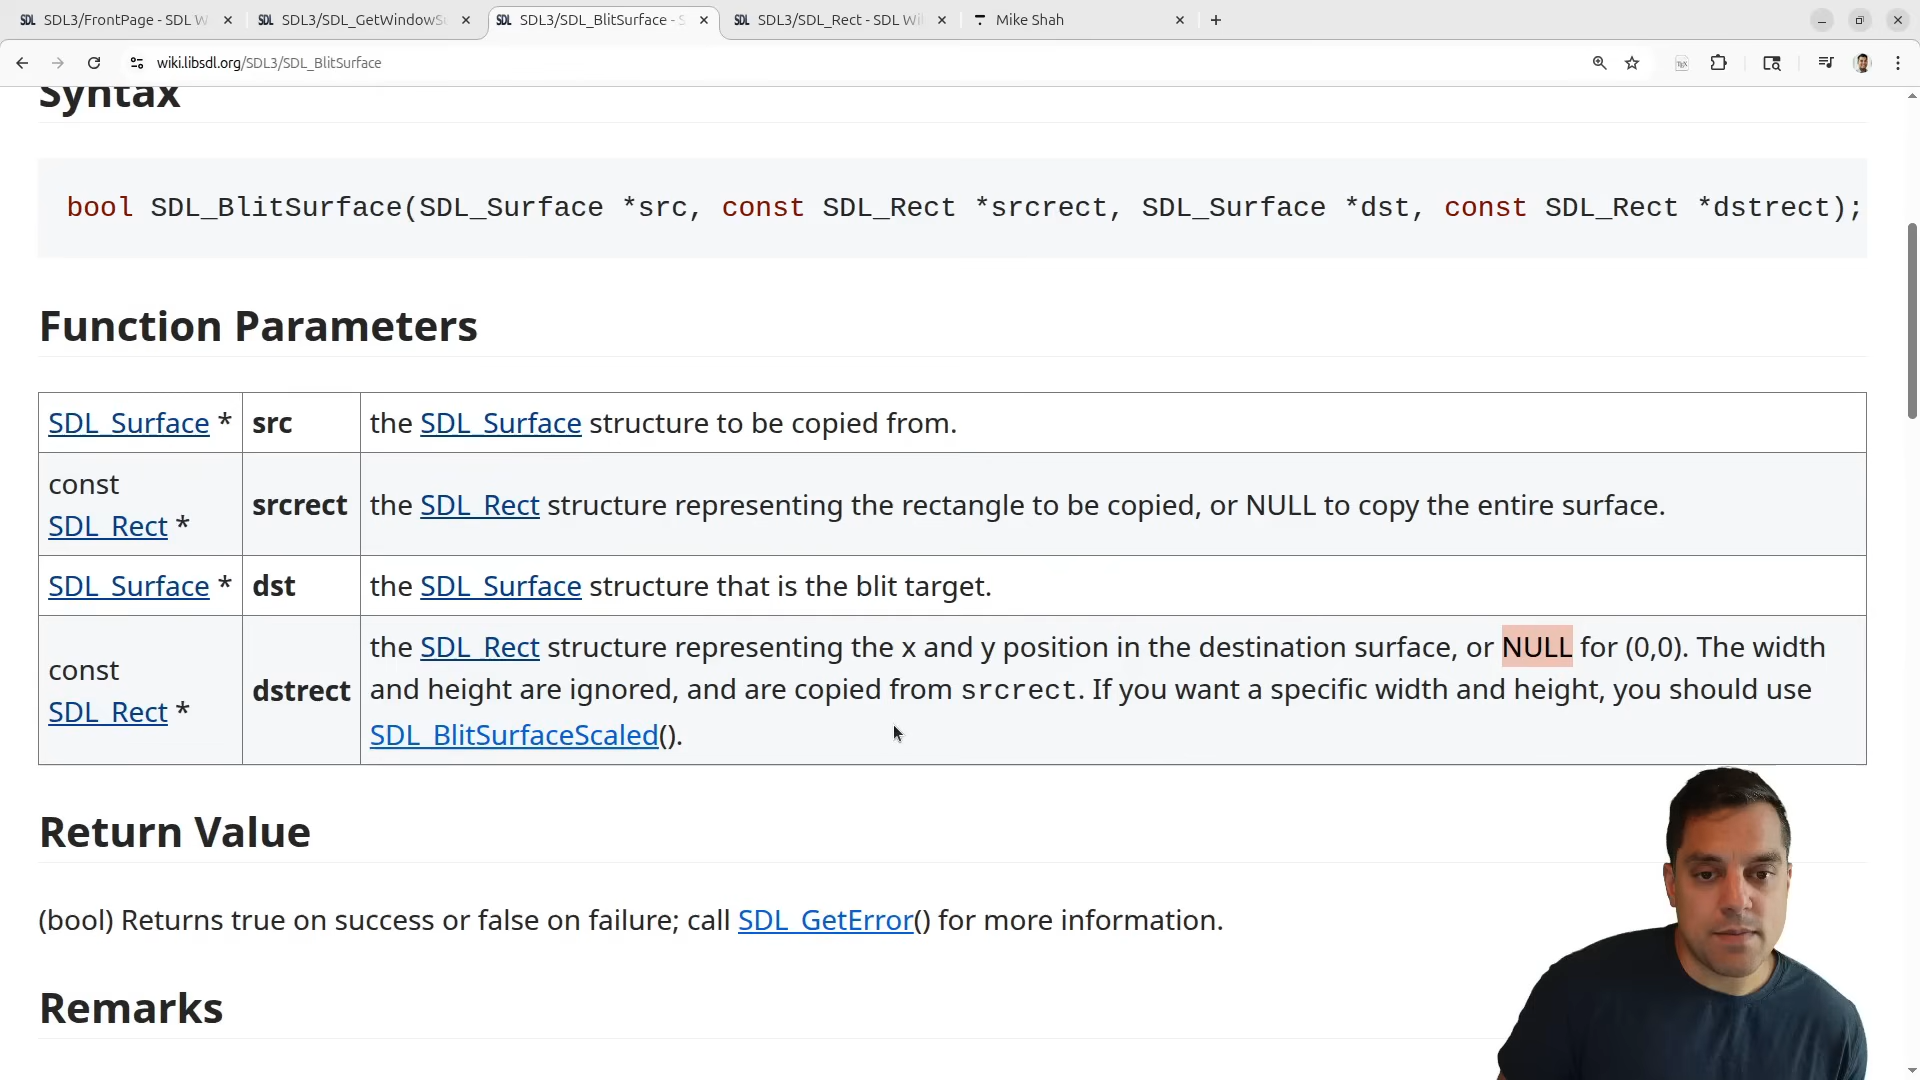 SDL SDL3/FrontPage - SDL W
SDL SDL3/SDL_GetWindowSu
SDL SDL3/SDL_BlitSurface - S
SDL SDL3/SDL_Rect - SDL Wi
Mike Shah
wiki.libsdl.org/SDL3/SDL_BlitSurface
Syntax
bool SDL_BlitSurface(SDL_Surface *src, const SDL_Rect *srcrect, SDL_Surface *dst, const SDL_Rect *dstrect);
Function Parameters
SDL_Surface * src the SDL_Surface structure to be copied from.
const
SDL_Rect * srcrect the SDL_Rect structure representing the rectangle to be copied, or NULL to copy the entire surface.
SDL_Surface * dst the SDL_Surface structure that is the blit target.
const
SDL_Rect * dstrect the SDL_Rect structure representing the x and y position in the destination surface, or NULL for (0,0). The width
and height are ignored, and are copied from srcrect. If you want a specific width and height, you should use
SDL_BlitSurfaceScaled().
Return Value
(bool) Returns true on success or false on failure; call SDL_GetError() for more information.
Remarks